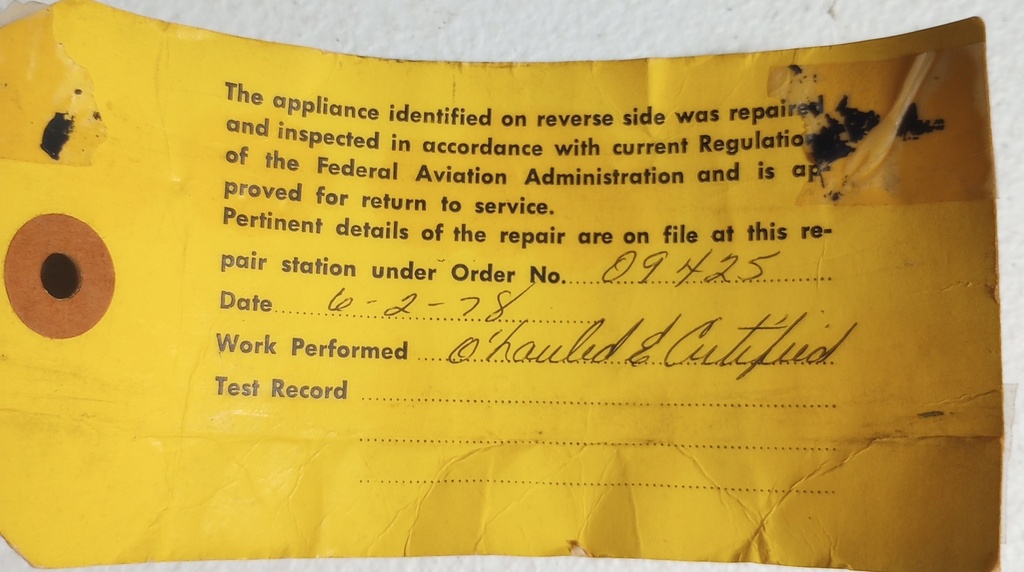 The appliance identified on reverse side was repaired
and inspected in accordance with current Regulatio
of the Federal Aviation Administration and is ap-
proved for return to service.
Pertinent details of the repair are on file at this re-
pair station under Order No. 09425
Date 6-2-78
Work Performed O'hauled & Certified
Test Record